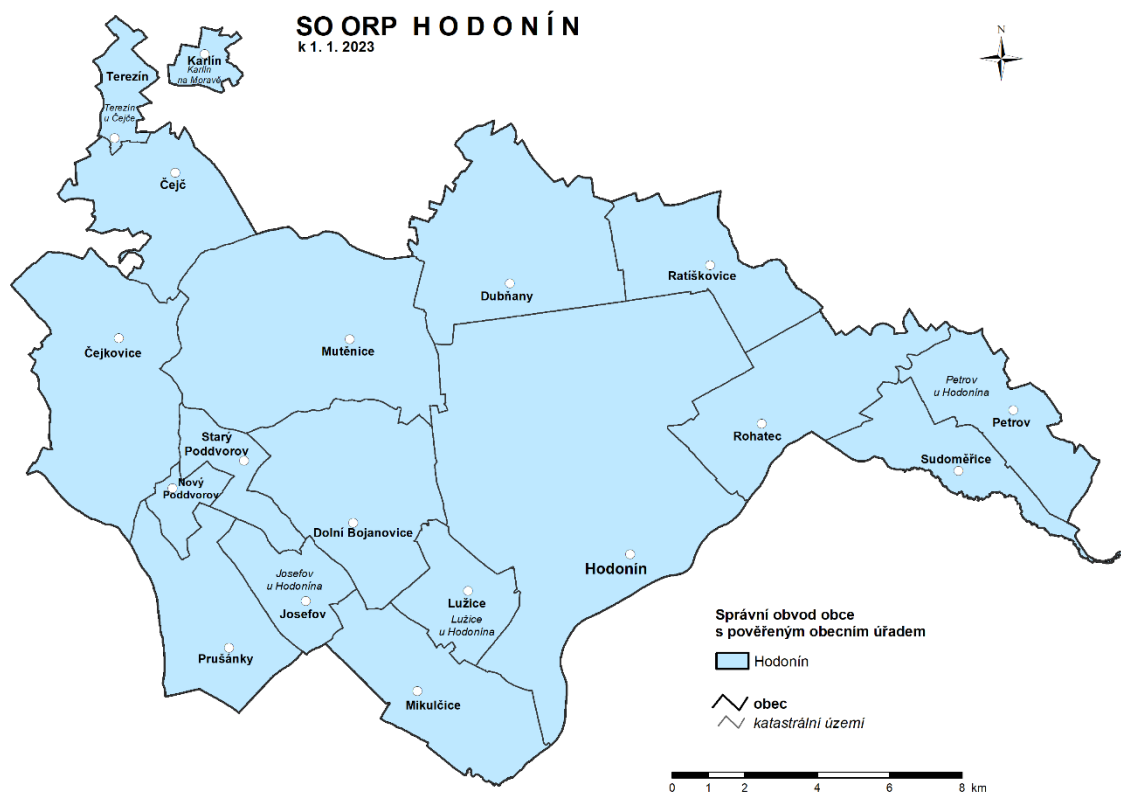 SO ORP HODONÍN
k 1. 1. 2023
N
Karlín
Karlín
na Moravě
Terezín
Terezín
u Čejče
Čejč
Ratíškovice
Dubňany
Čejkovice
Mutěnice
Petrov
u Hodonína
Petrov
Rohatec
Starý
Poddvorov
Sudoměřice
Nový
Poddvorov
Dolní Bojanovice
Hodonín
Josefov
u Hodonína
Josefov
Lužice
Lužice
u Hodonína
Prušánky
Mikulčice
Správní obvod obce
s pověřeným obecním úřadem
Hodonín
obec
katastrální území
0 1 2 4 6 8 km